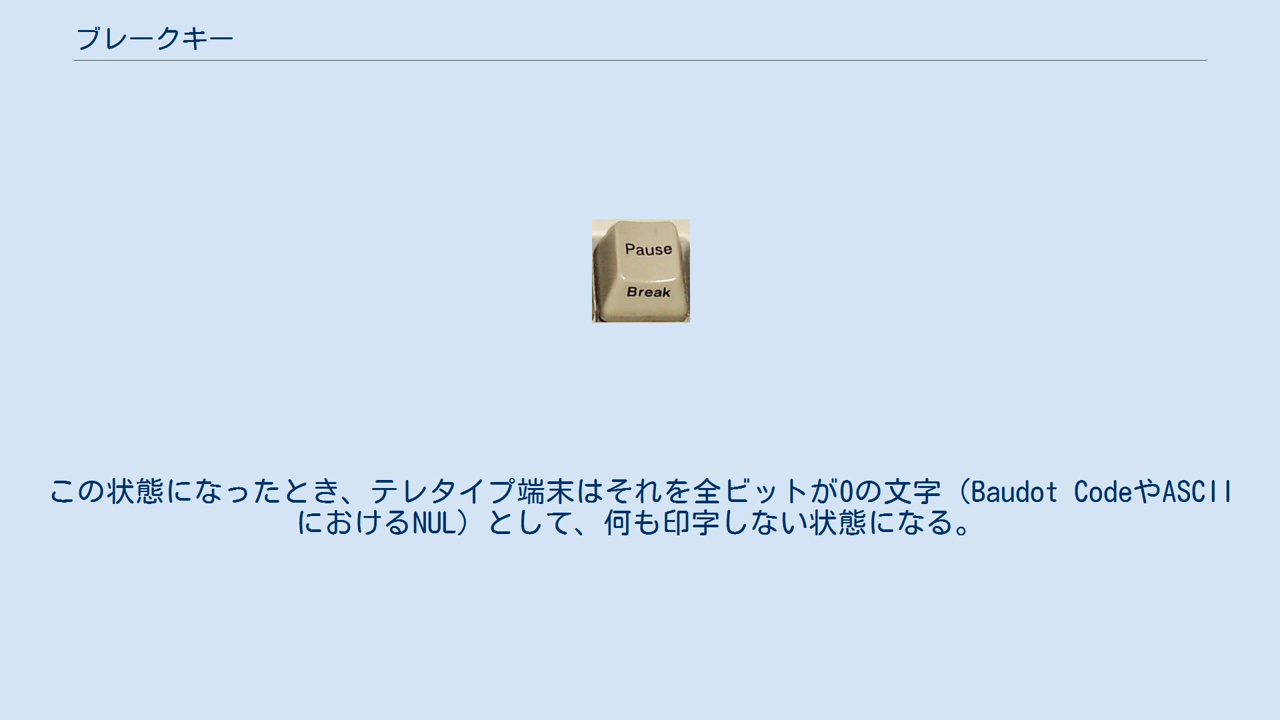 ブレークキー
Pause
Break
この状態になったとき、テレタイプ端末はそれを全ビットが0の文字（Baudot CodeやASCII
におけるNUL）として、何も印字しない状態になる。